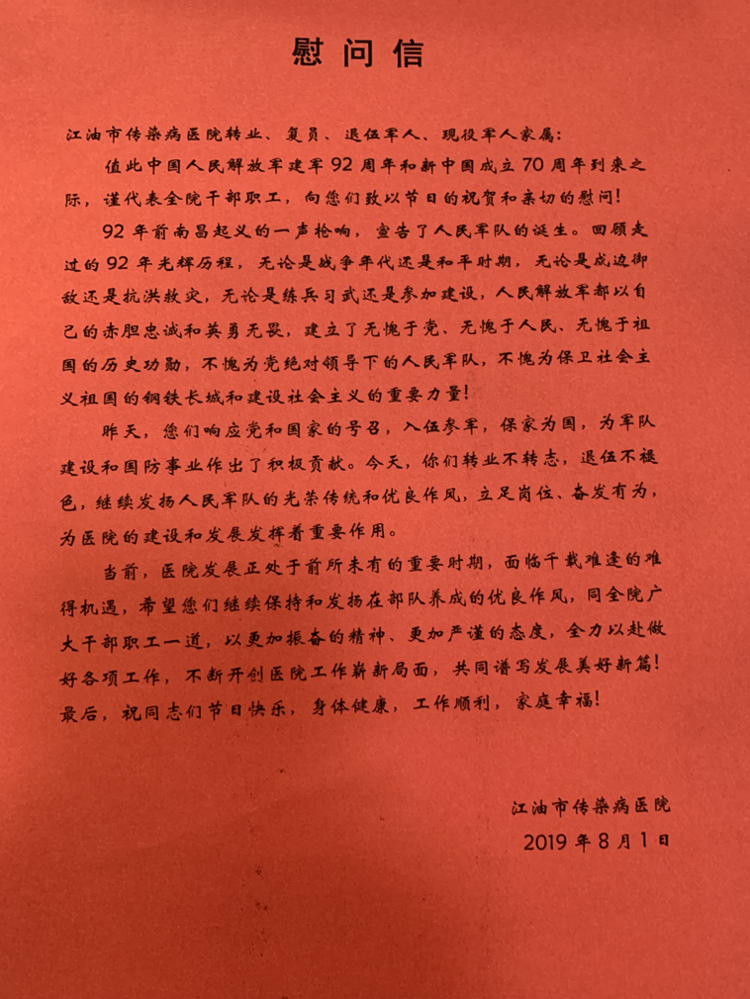 慰问信
江油市传染病医院转业、复员、退伍军人、现役军人家属:
值此中国人民解放军建军92周年和新中国成立70周年到来之
际，谨代表全院干部职工，向您们致以节日的祝贺和亲切的慰问!
92年前南昌起义的一声枪响，宣告了人民军队的诞生。回顾走
过的92年光辉历程，无论是战争年代还是和平时期，无论是戍边御
敌还是抗洪救灾，无论是练兵习武还是参加建设，人民解放军都以自
己的赤胆忠诚和英勇无畏，建立了无愧于党、无愧于人民、无愧于祖
国的历史功勋，不愧为党绝对领导下的人民军队，不愧为保卫社会主
义祖国的钢铁长城和建设社会主义的重要力量!
昨天，您们响应党和国家的号召，入伍参军，保家为国，为军队
建设和国防事业作出了积极贡献。今天，你们转业不转志，退伍不褪
色，继续发扬人民军队的光荣传统和优良作风，立足岗位、奋发有为，
为医院的建设和发展发挥着重要作用。
当前，医院发展正处于前所未有的重要时期，面临千载难逢的难
得机遇，希望您们继续保持和发扬在部队养成的优良作风，同全院广
大干部职工一道，以更加振奋的精神、更加严谨的态度，全力以赴做
好各项工作，不断开创医院工作崭新局面，共同谱写发展美好新篇!
最后，祝同志们节日快乐，身体健康，工作顺利，家庭幸福!
江油市传染病医院
2019年8月1日